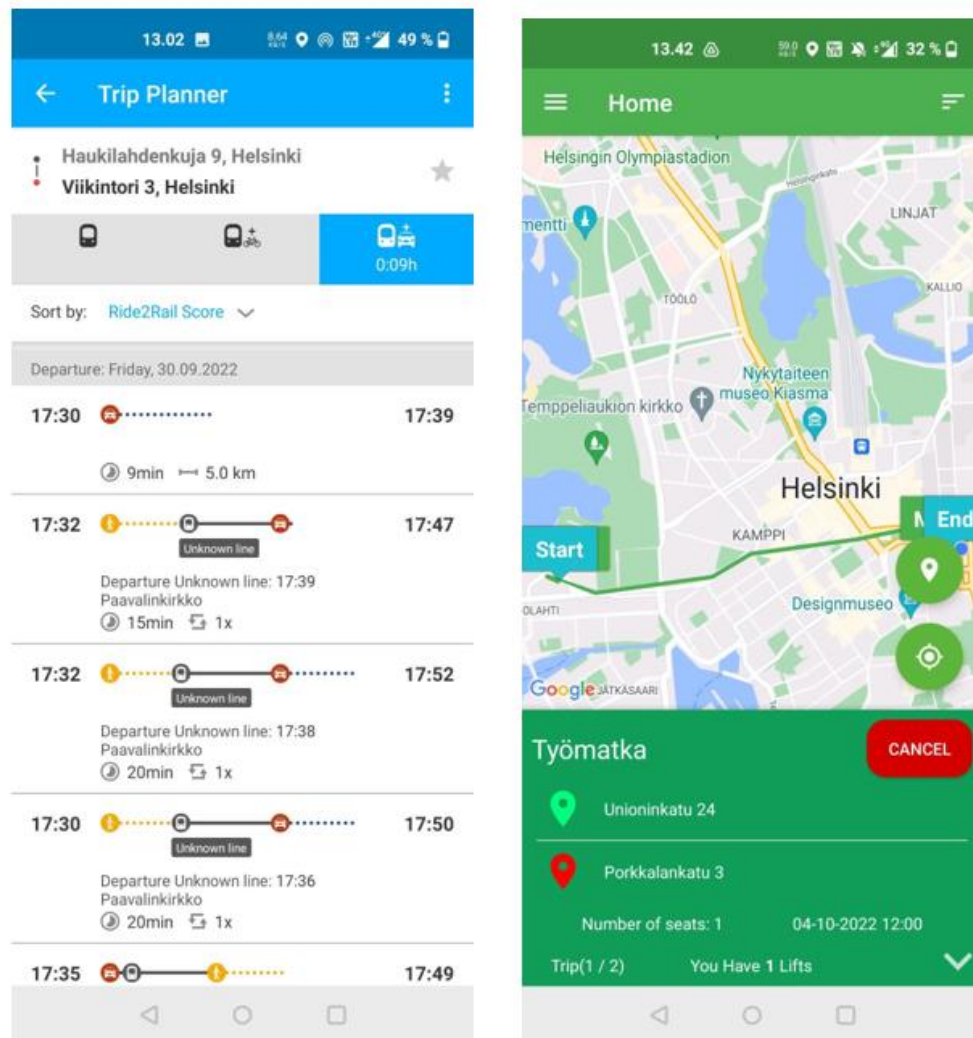 13.02
49 %
Trip Planner
Haukilahdenkuja 9, Helsinki
Viikintori 3, Helsinki
0:09h
Sort by: Ride2Rail Score
Departure: Friday, 30.09.2022
17:30 17:39
9min 5.0 km
17:32 17:47
Unknown line
Departure Unknown line: 17:39
Paavalinkirkko
15min 1x
17:32 17:52
Unknown line
Departure Unknown line: 17:38
Paavalinkirkko
20min 1x
17:30 17:50
Unknown line
Departure Unknown line: 17:36
Paavalinkirkko
20min 1x
17:35 17:49
13.42
32 %
Home
Helsingin Olympiastadion
mentti
LINJAT
KALLIO
TÖÖLÖ
Nykytaiteen
museo Kiasma
Temppeliaukion kirkko
Helsinki
Start
KAMPPI
End
OLAHTI
Designmuseo
Google
JÄTKÄSAARI
Työmatka
CANCEL
Unioninkatu 24
Porkkalankatu 3
Number of seats: 1 04-10-2022 12:00
Trip(1 / 2) You Have 1 Lifts